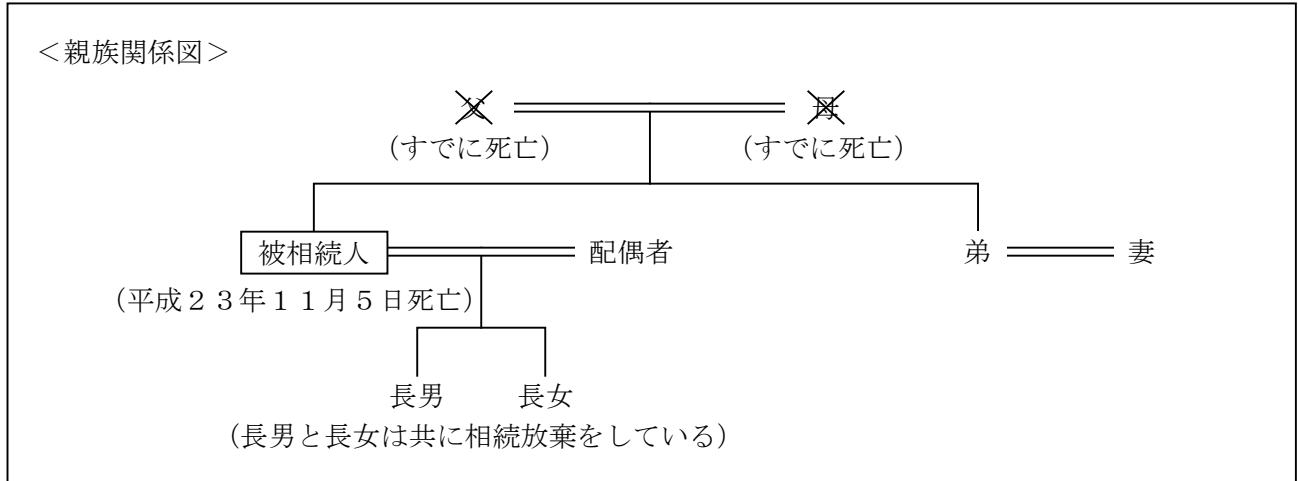 ＜親族関係図＞
父 母
（すでに死亡） （すでに死亡）
被相続人 配偶者 弟 妻
（平成２３年１１月５日死亡）
長男 長女
（長男と長女は共に相続放棄をしている）